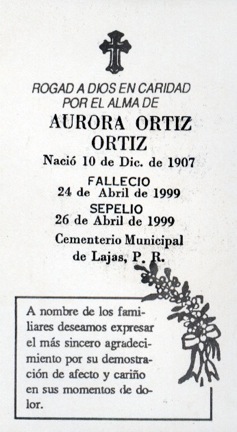 ROGAD A DIOS EN CARIDAD
POR EL ALMA DE
AURORA ORTIZ
ORTIZ
Nació 10 de Dic. de 1907
FALLECIO
24 de Abril de 1999
SEPELIO
26 de Abril de 1999
Cementerio Municipal
de Lajas, P. R.
A nombre de los fami-
liares deseamos expresar
el más sincero agradeci-
miento por su demostra-
ción de afecto y cariño
en sus momentos de do-
lor.